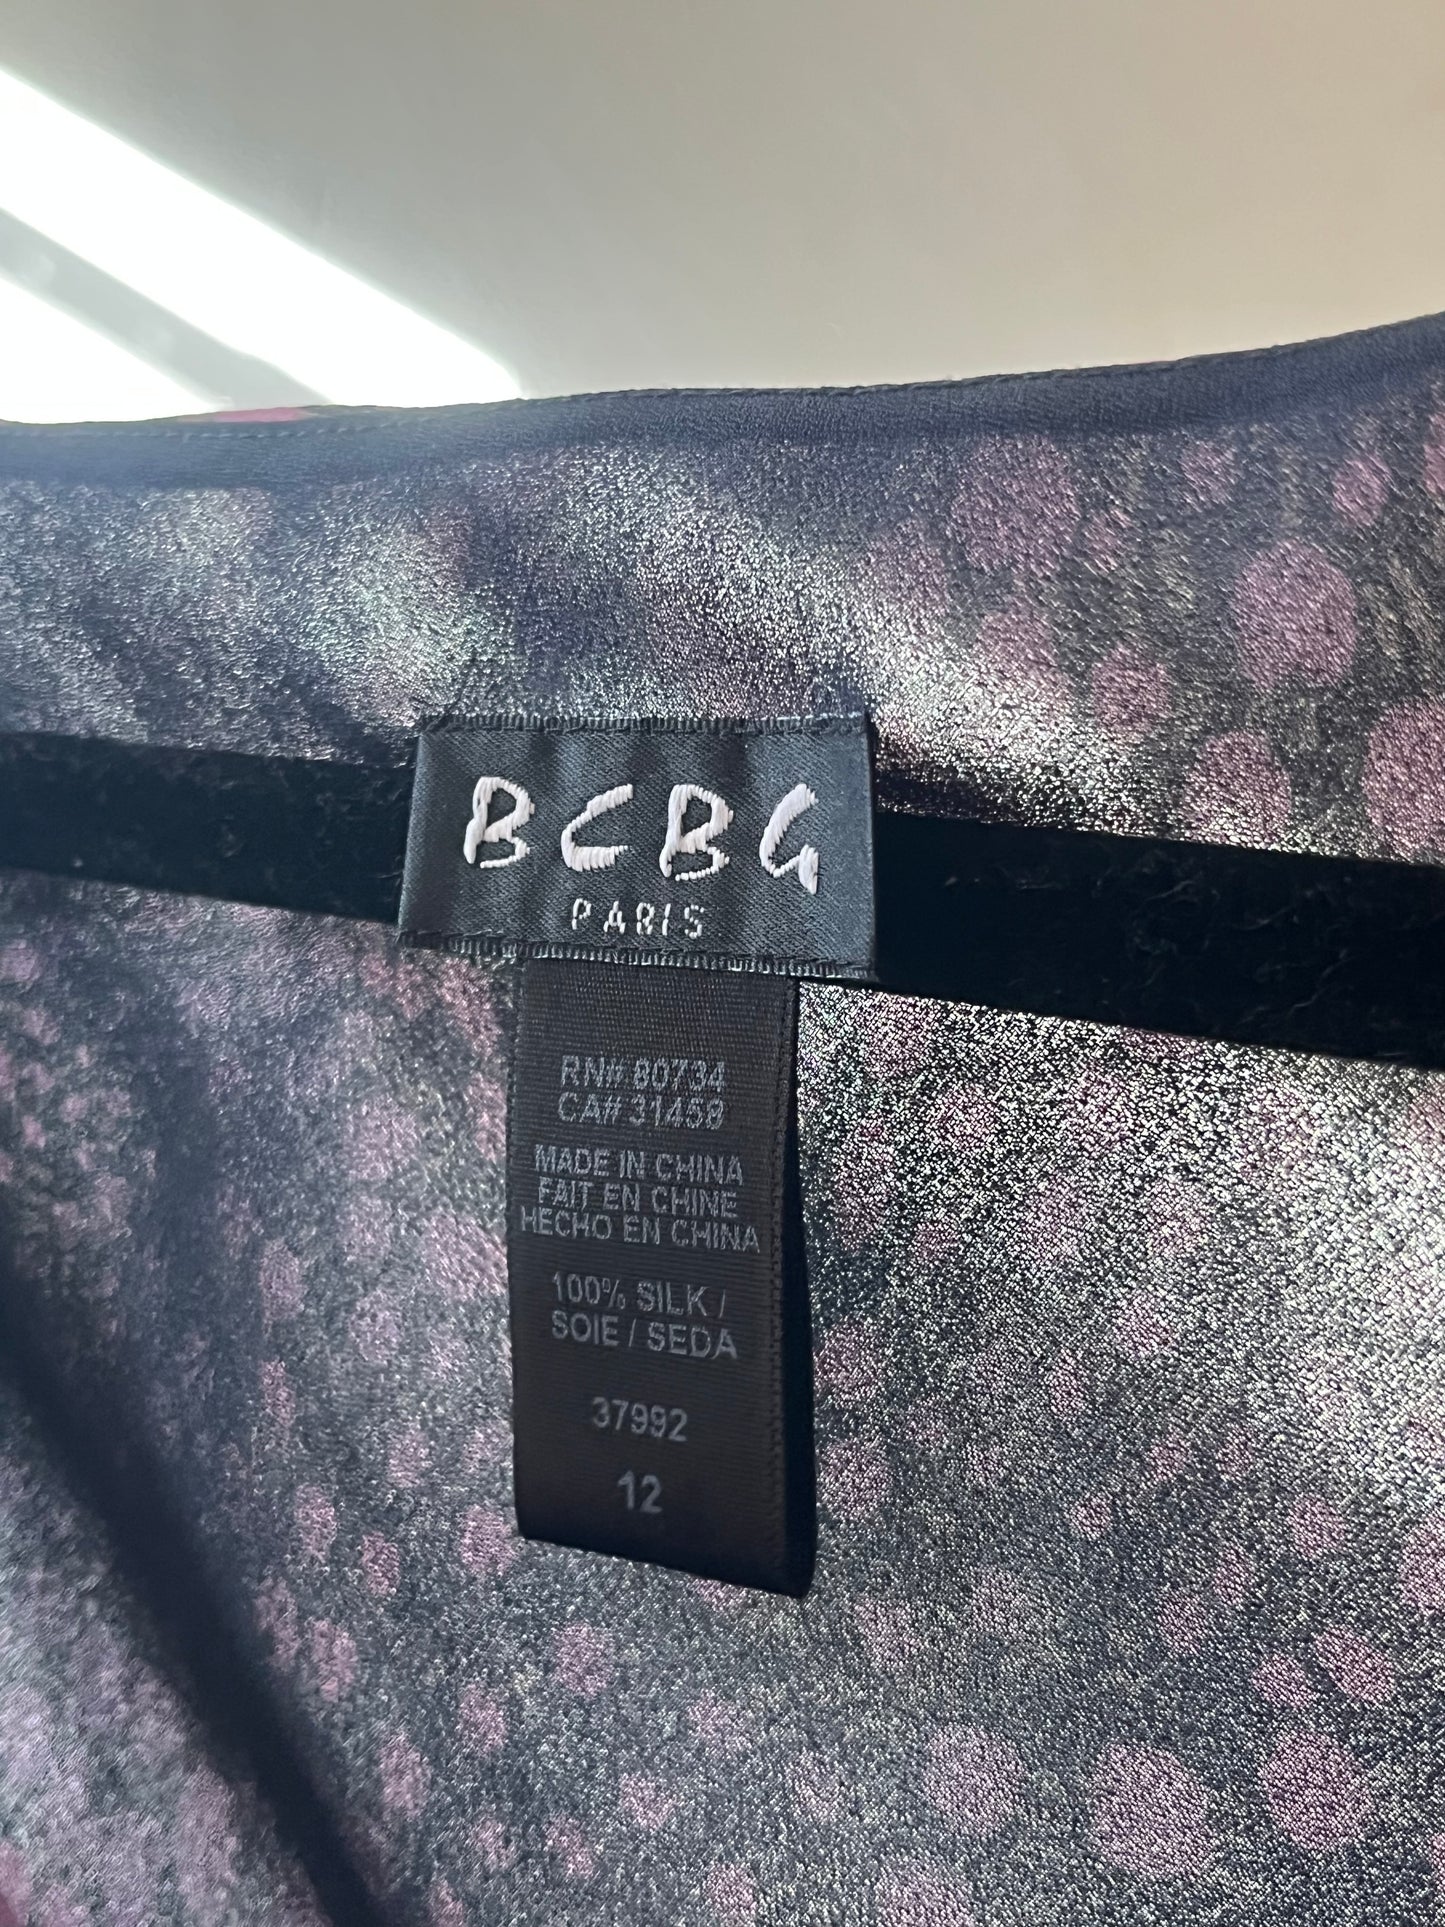 BCBG
PARIS
RN# 80734
CA# 31458
MADE IN CHINA
FAIT EN CHINE
HECHO EN CHINA
100% SILK /
SOIE / SEDA
37992
12